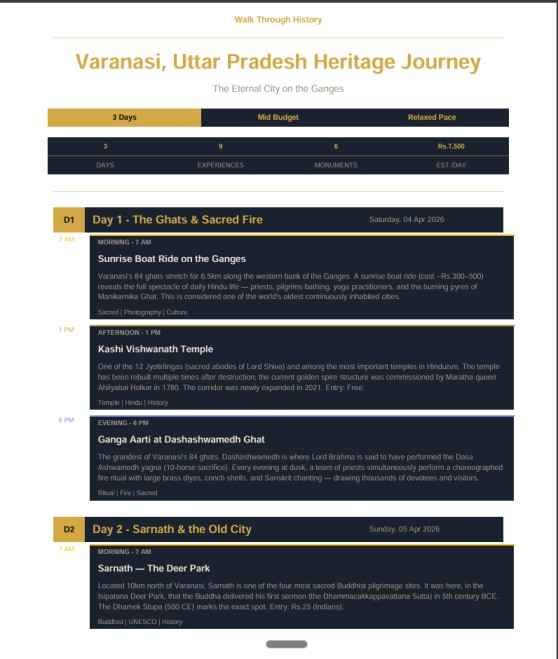 Walk Through History
Varanasi, Uttar Pradesh Heritage Journey
The Eternal City on the Ganges
3 Days Mid Budget Relaxed Pace
3 9 6 Rs.7,500
DAYS EXPERIENCES MONUMENTS EST./DAY
D1 Day 1 - The Ghats & Sacred Fire Saturday, 04 Apr 2026
7 AM
MORNING - 7 AM
Sunrise Boat Ride on the Ganges
Varanasi's 84 ghats stretch for 6.5km along the western bank of the Ganges. A sunrise boat ride (cost ~Rs.300–500)
reveals the full spectacle of daily Hindu life — priests, pilgrims bathing, yoga practitioners, and the burning pyres of
Manikarnika Ghat. This is considered one of the world's oldest continuously inhabited cities.
Sacred | Photography | Culture
1 PM
AFTERNOON - 1 PM
Kashi Vishwanath Temple
One of the 12 Jyotirlingas (sacred abodes of Lord Shiva) and among the most important temples in Hinduism. The temple
has been rebuilt multiple times after destruction; the current golden spire structure was commissioned by Maratha queen
Ahilyabai Holkar in 1780. The corridor was newly expanded in 2021. Entry: Free.
Temple | Hindu | History
6 PM
EVENING - 6 PM
Ganga Aarti at Dashashwamedh Ghat
The grandest of Varanasi's 84 ghats, Dashashwamedh is where Lord Brahma is said to have performed the Dasa
Ashwamedh yagna (10-horse sacrifice). Every evening at dusk, a team of priests simultaneously perform a choreographed
fire ritual with large brass diyas, conch shells, and Sanskrit chanting — drawing thousands of devotees and visitors.
Ritual | Fire | Sacred
D2 Day 2 - Sarnath & the Old City Sunday, 05 Apr 2026
7 AM
MORNING - 7 AM
Sarnath — The Deer Park
Located 10km north of Varanasi, Sarnath is one of the four most sacred Buddhist pilgrimage sites. It was here, in the
Isipatana Deer Park, that the Buddha delivered his first sermon (the Dhammacakkappavattana Sutta) in 5th century BCE.
The Dhamek Stupa (500 CE) marks the exact spot. Entry: Rs.25 (Indians).
Buddhist | UNESCO | History